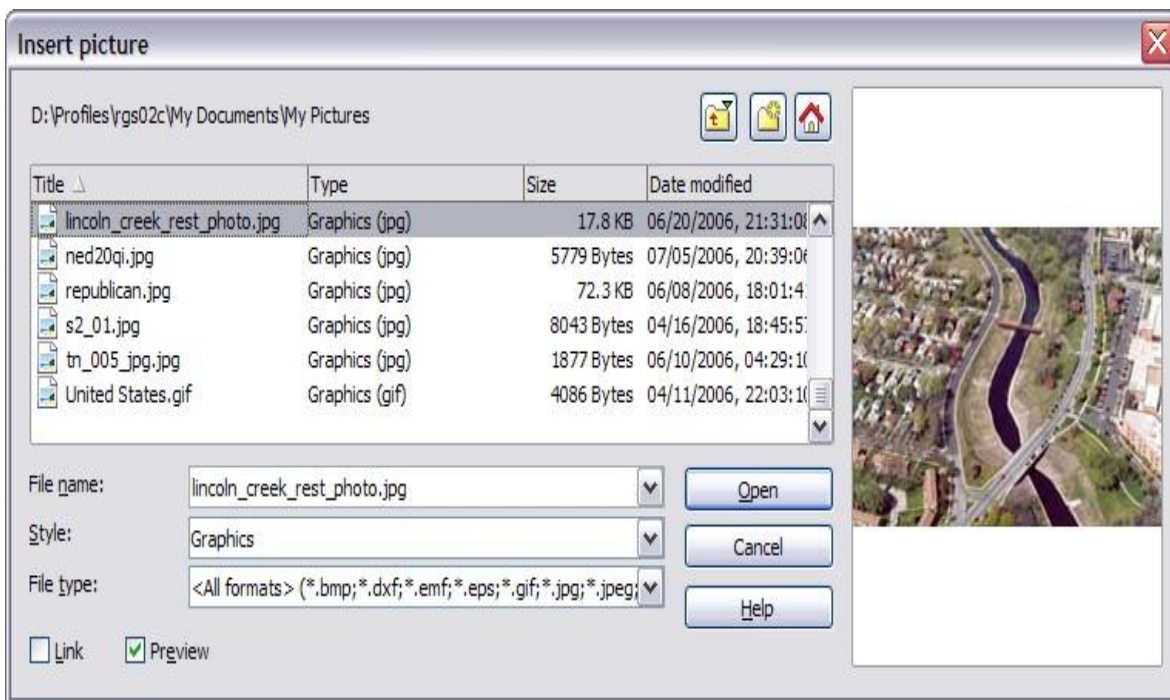 Insert picture
D:\Profiles\rgs02c\My Documents\My Pictures
Title Type Size Date modified
lincoln_creek_rest_photo.jpg Graphics (jpg) 17.8 KB 06/20/2006, 21:31:08
ned20qi.jpg Graphics (jpg) 5779 Bytes 07/05/2006, 20:39:06
republican.jpg Graphics (jpg) 72.3 KB 06/08/2006, 18:01:4
s2_01.jpg Graphics (jpg) 8043 Bytes 04/16/2006, 18:45:57
tn_005_jpg.jpg Graphics (jpg) 1877 Bytes 06/10/2006, 04:29:10
United States.gif Graphics (gif) 4086 Bytes 04/11/2006, 22:03:10
File name: lincoln_creek_rest_photo.jpg Open
Style: Graphics Cancel
File type: <All formats> (*.bmp;*.dxf;*.emf;*.eps;*.gif;*.jpg;*.jpeg; Help
Link Preview